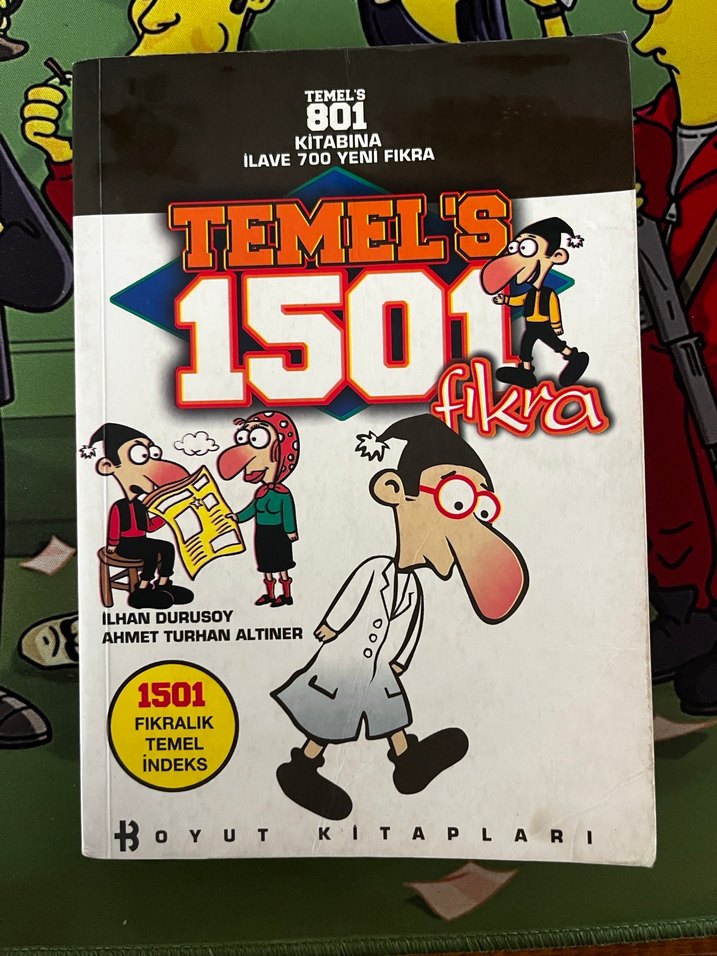 TEMEL'S
801
KİTABINA
İLAVE 700 YENİ FIKRA
TEMEL'S
1501
fıkra
İLHAN DURUSOY
AHMET TURHAN ALTINER
1501
FIKRALIK
TEMEL
İNDEKS
BOYUT KİTAPLARI